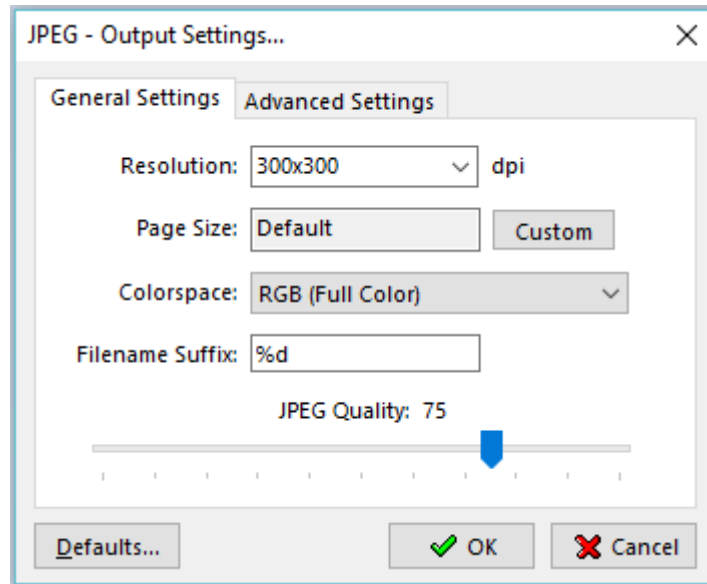 JPEG - Output Settings...
General Settings Advanced Settings
Resolution: 300x300 dpi
Page Size: Default Custom
Colorspace: RGB (Full Color)
Filename Suffix: %d
JPEG Quality: 75
Defaults... OK Cancel